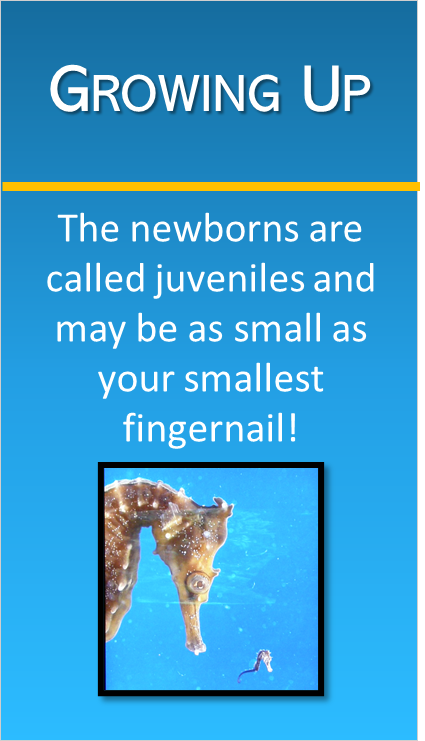 Growing Up
The newborns are
called juveniles and
may be as small as
your smallest
fingernail!